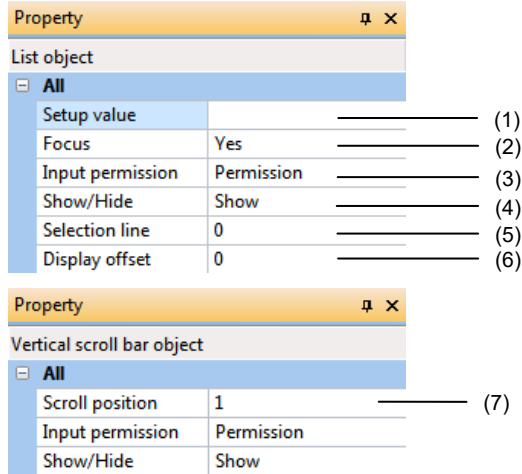 Property
List object
All
Setup value (1)
Focus Yes (2)
Input permission Permission (3)
Show/Hide Show (4)
Selection line 0 (5)
Display offset 0 (6)
Property
Vertical scroll bar object
All
Scroll position 1 (7)
Input permission Permission
Show/Hide Show